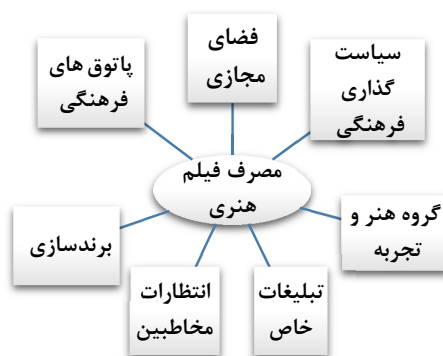 فضای
مجازی
سیاست
گذاری
فرهنگی
پاتوق های
فرهنگی
مصرف فیلم
هنری
گروه هنر و
تجربه
برندسازی
تبلیغات
خاص
انتظارات
مخاطبین